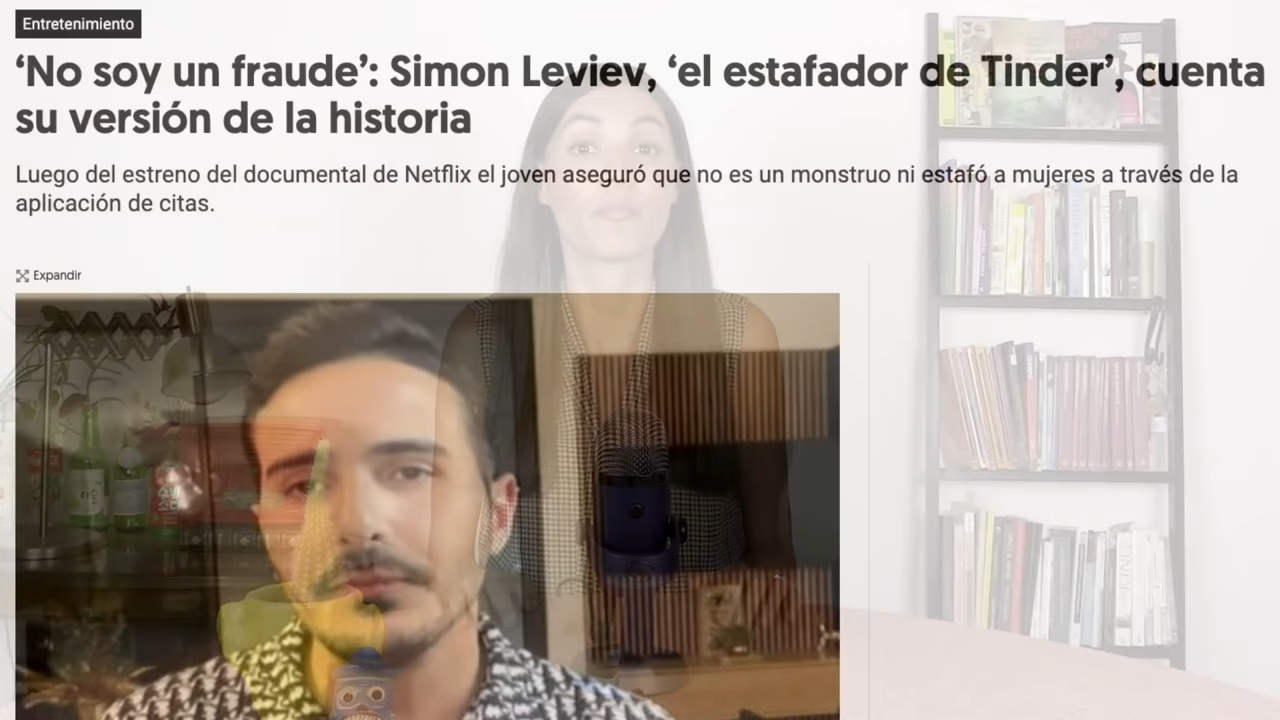 Entretenimiento
‘No soy un fraude’: Simon Leviev, ‘el estafador de Tinder’, cuenta
su versión de la historia
Luego del estreno del documental de Netflix el joven aseguró que no es un monstruo ni estafó a mujeres a través de la
aplicación de citas.
Expandir